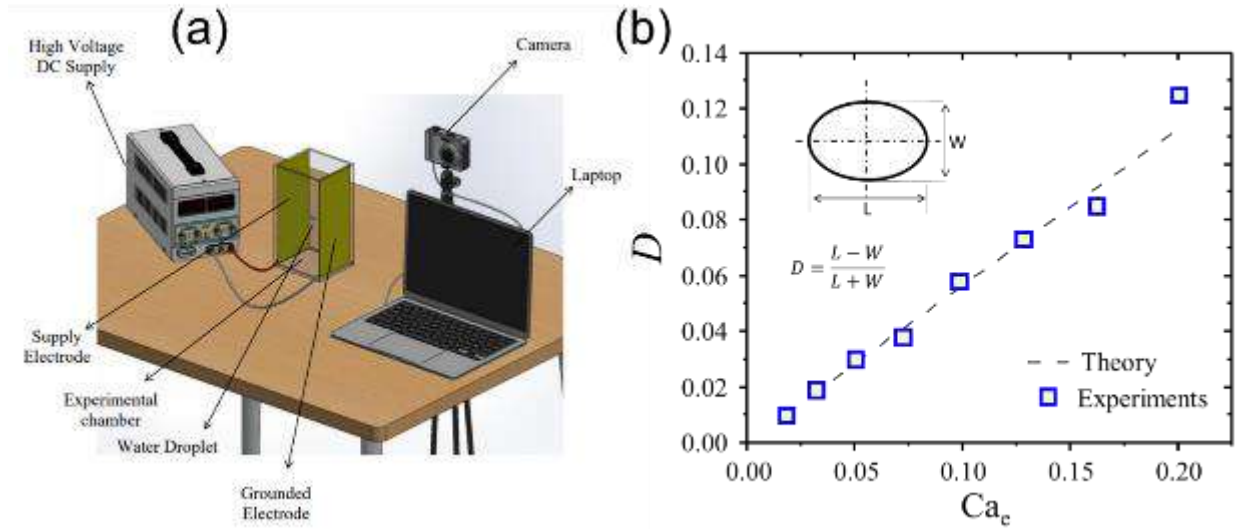 (a)
High Voltage
DC Supply
Camera
Laptop
Supply
Electrode
Experimental
chamber
Water Droplet
Grounded
Electrode
(b)
0.14
0.12
0.10
0.08
0.06
0.04
0.02
0.00
D
W
L
D = \frac{L - W}{L + W}
Theory
Experiments
0.00 0.05 0.10 0.15 0.20
Ca_e